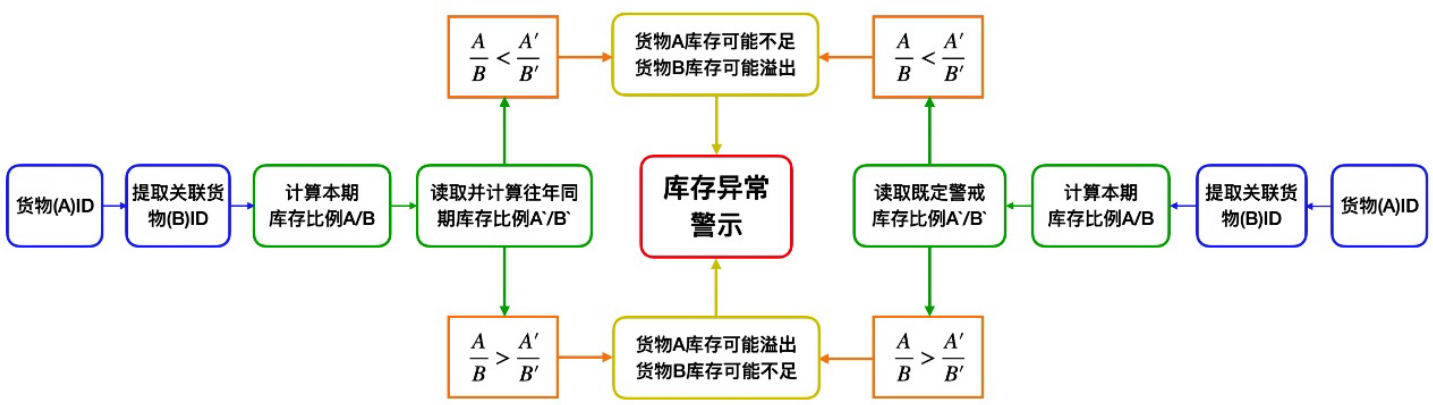 A/B < A′/B′
货物A库存可能不足
货物B库存可能溢出
A/B < A′/B′
货物(A)ID
提取关联货
物(B)ID
计算本期
库存比例A/B
读取并计算往年同
期库存比例A`/B`
库存异常
警示
读取既定警戒
库存比例A`/B`
计算本期
库存比例A/B
提取关联货
物(B)ID
货物(A)ID
A/B > A′/B′
货物A库存可能溢出
货物B库存可能不足
A/B > A′/B′